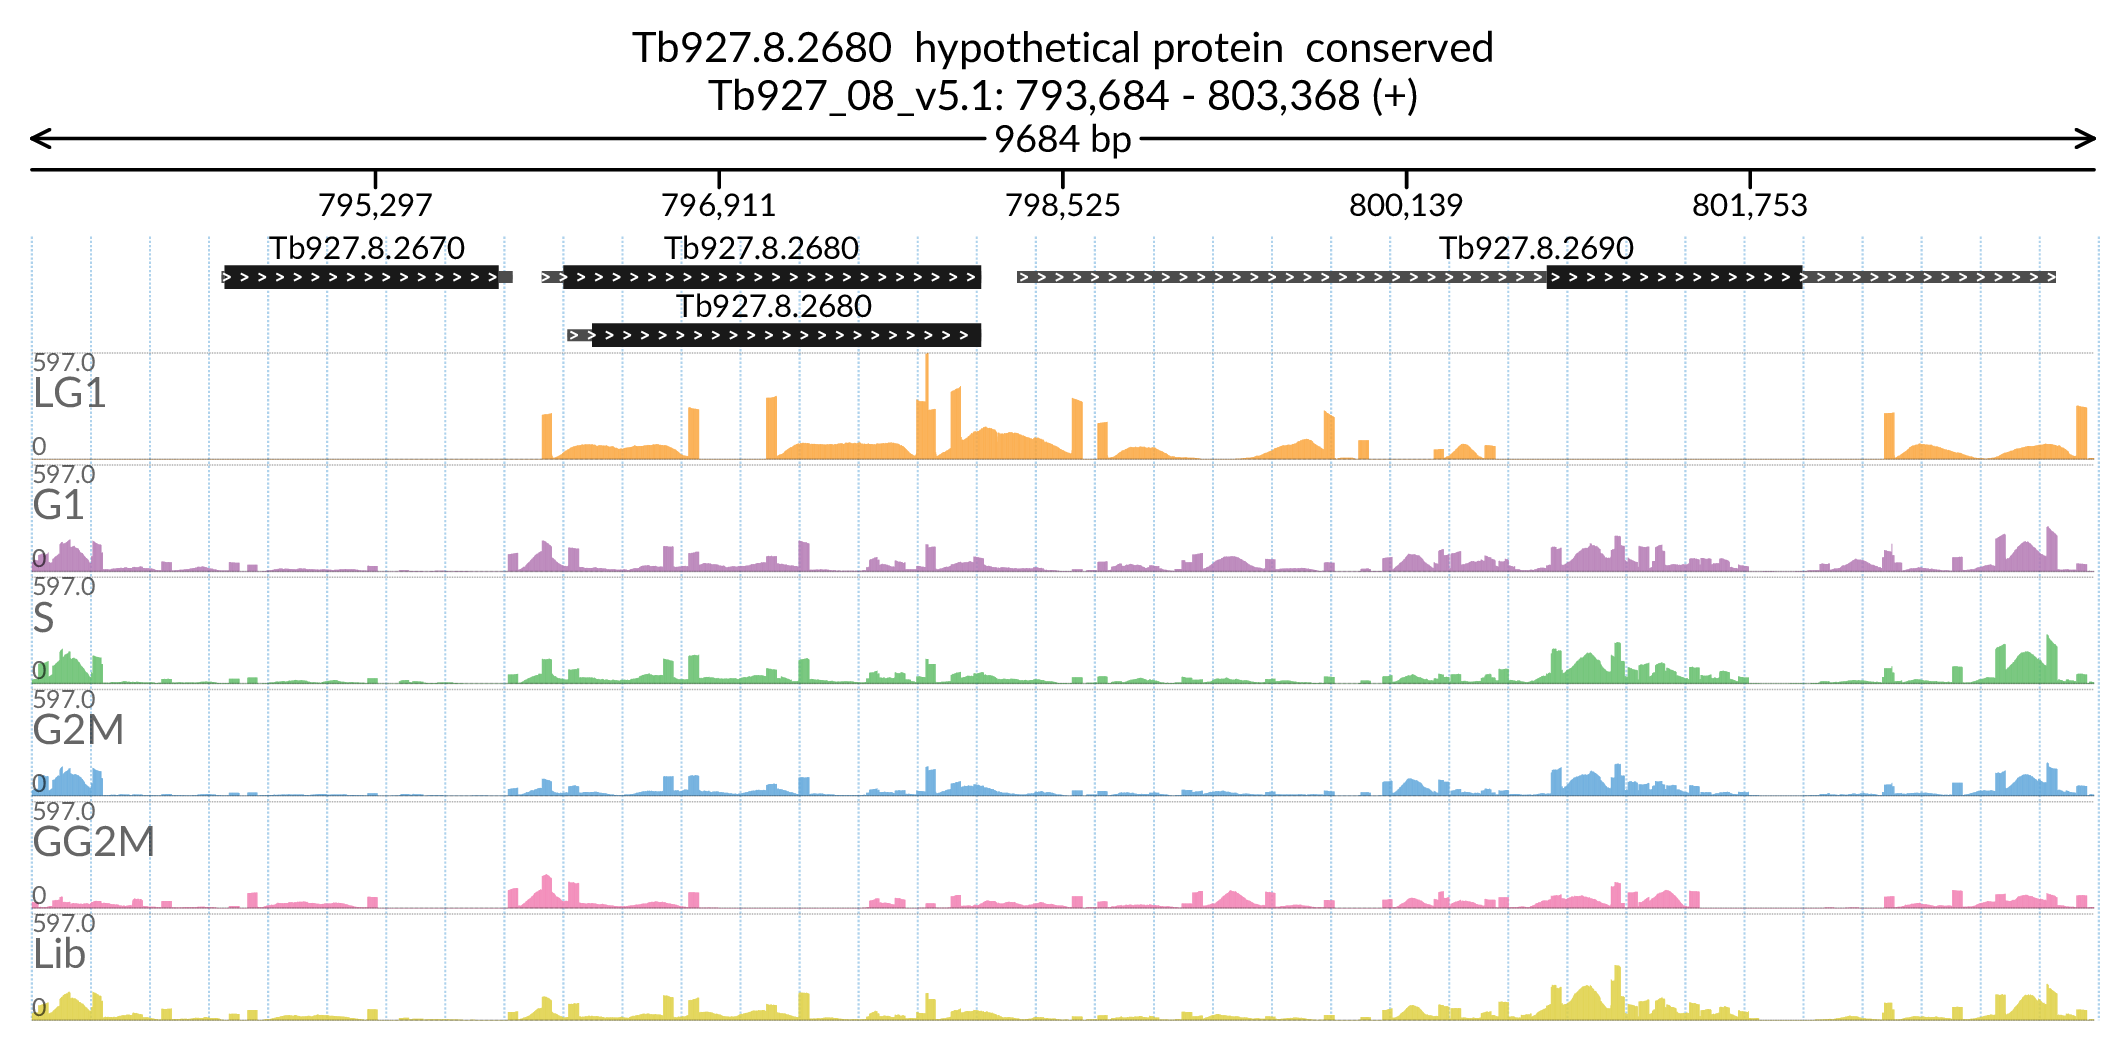 Tb927.8.2680  hypothetical protein  conserved
Tb927_08_v5.1: 793,684 - 803,368 (+)
9684 bp
795,297 796,911 798,525 800,139 801,753
Tb927.8.2670 Tb927.8.2680 Tb927.8.2690
Tb927.8.2680
597.0
LG1
0
597.0
G1
0
597.0
S
0
597.0
G2M
0
597.0
GG2M
0
597.0
Lib
0